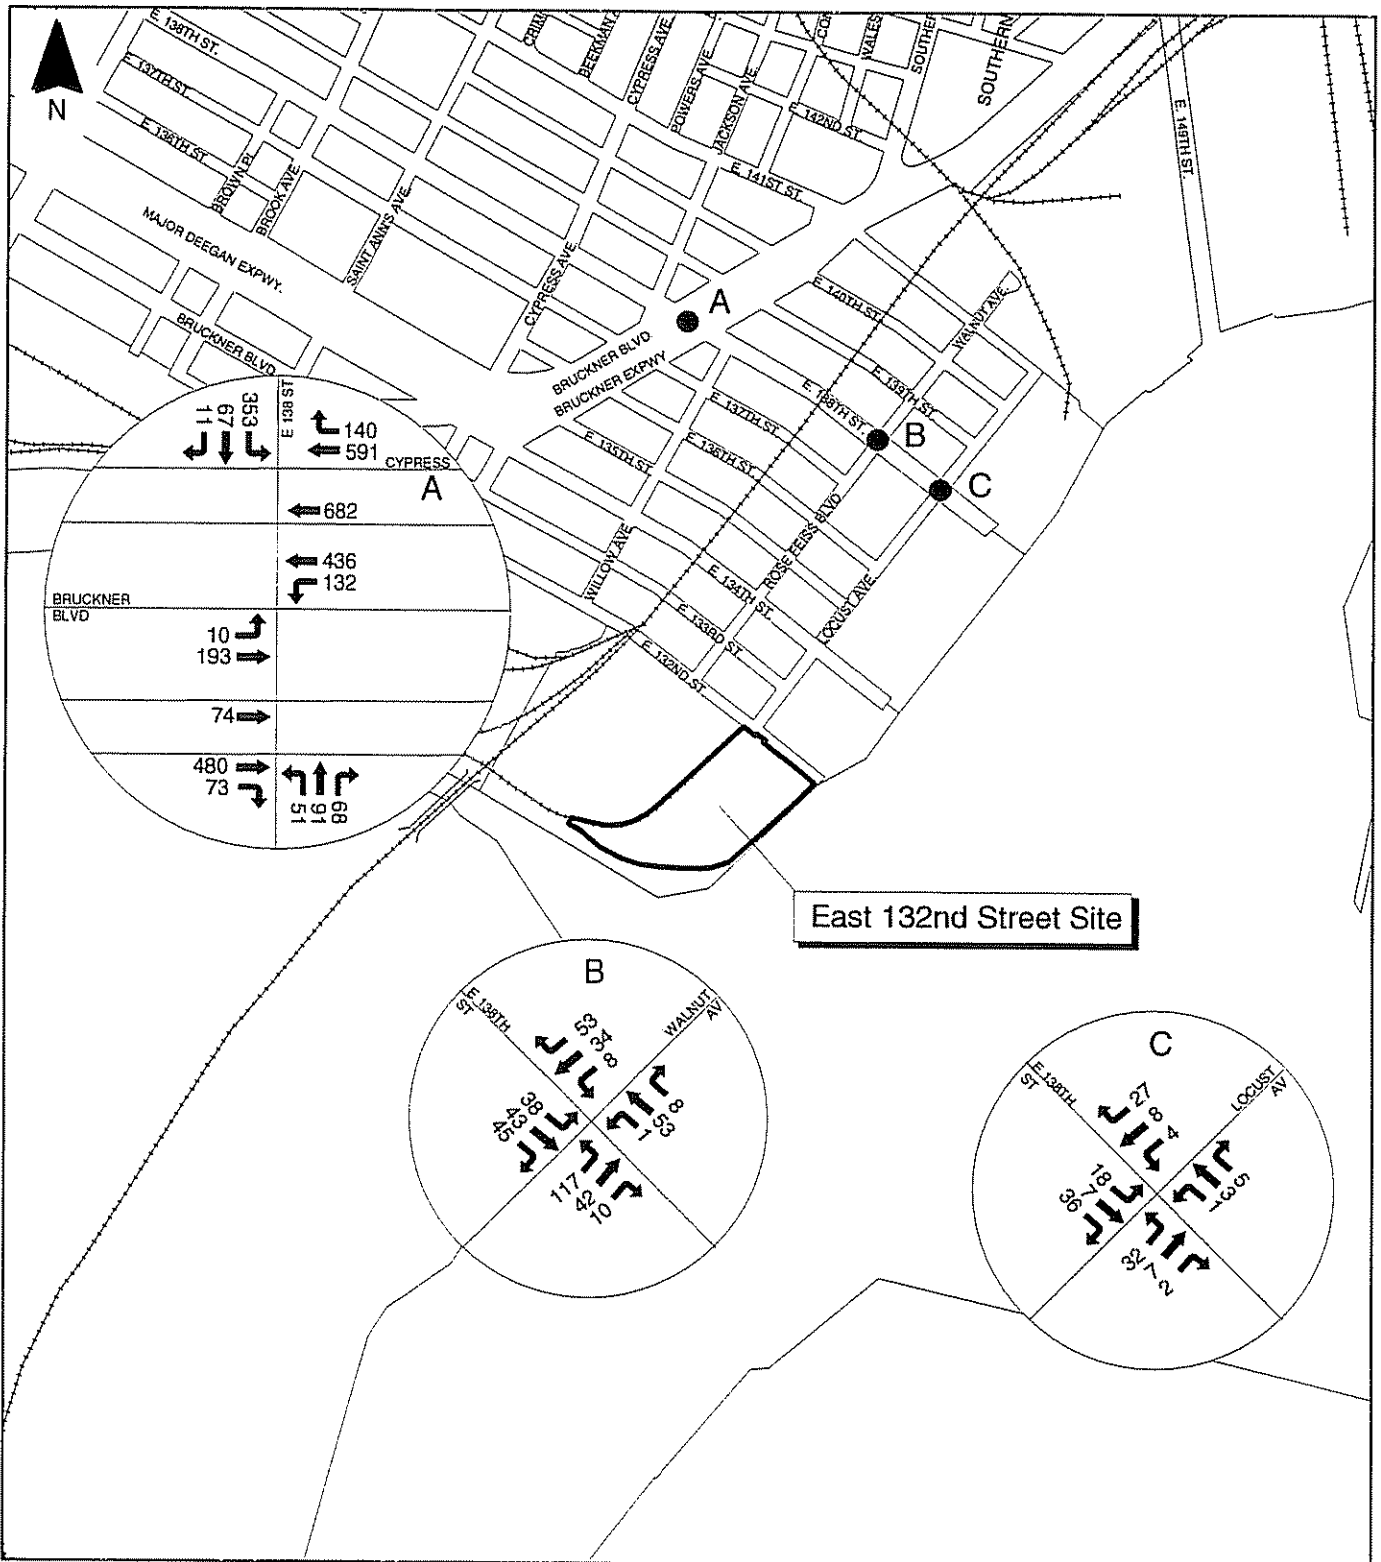 N
E. 138TH ST.
E. 137TH ST.
E. 136TH ST.
BROWN Pl
BROOK AVE.
SAINT ANN'S AVE.
CYPRESS AVE.
BEEKMAN
CYPRESS AVE.
POWERS AVE.
JACKSON AVE.
WALES
SOUTHERN
E. 142ND ST.
E. 141ST ST.
E. 149TH ST.
MAJOR DEEGAN EXPWY.
BRUCKNER BLVD
BRUCKNER BLVD.
BRUCKNER EXPWY
A
E. 140TH ST.
WALNUT AVE.
E. 139TH ST.
E. 138TH ST.
E. 137TH ST.
E. 136TH ST.
E. 135TH ST.
B
C
WILLOW AVE
ROSE FEISS BLVD
LOCUST AVE
E. 134TH ST.
E. 133RD ST.
E. 132ND ST.
East 132nd Street Site
A
E 138 ST
CYPRESS
11
67
353
140
591
682
436
132
BRUCKNER
BLVD
10
193
74
480
73
51
91
68
B
E 138TH
ST
WALNUT
AV
53
34
8
38
43
45
8
53
1
117
42
10
C
E 138TH
ST
LOCUST
AV
27
8
4
18
7
36
5
3
1
32
7
2